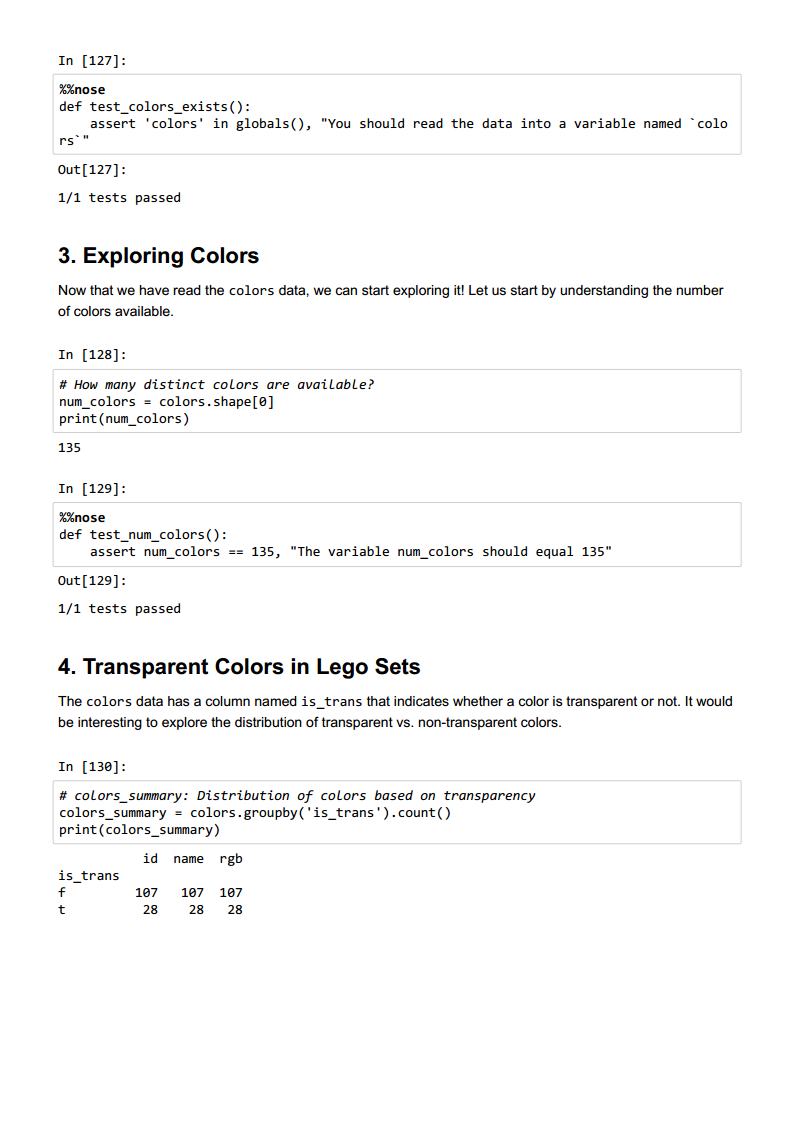 In [127]:
%%nose
def test_colors_exists():
    assert 'colors' in globals(), "You should read the data into a variable named `colo
rs`"
Out[127]:
1/1 tests passed
3. Exploring Colors
Now that we have read the colors data, we can start exploring it! Let us start by understanding the number
of colors available.
In [128]:
# How many distinct colors are available?
num_colors = colors.shape[0]
print(num_colors)
135
In [129]:
%%nose
def test_num_colors():
    assert num_colors == 135, "The variable num_colors should equal 135"
Out[129]:
1/1 tests passed
4. Transparent Colors in Lego Sets
The colors data has a column named is_trans that indicates whether a color is transparent or not. It would
be interesting to explore the distribution of transparent vs. non-transparent colors.
In [130]:
# colors_summary: Distribution of colors based on transparency
colors_summary = colors.groupby('is_trans').count()
print(colors_summary)
           id  name  rgb
is_trans
f         107   107  107
t          28    28   28